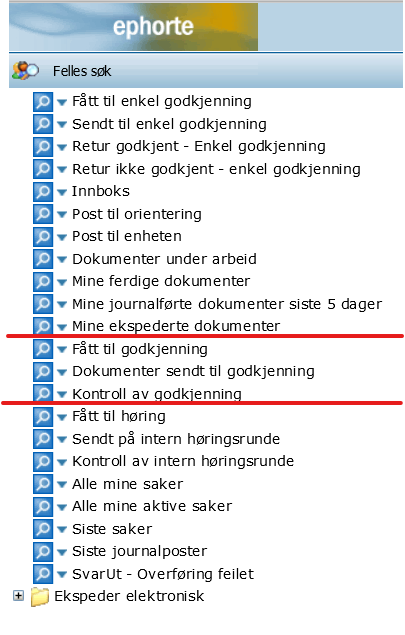 ephorte
Felles søk
Fått til enkel godkjenning
Sendt til enkel godkjenning
Retur godkjent - Enkel godkjenning
Retur ikke godkjent - enkel godkjenning
Innboks
Post til orientering
Post til enheten
Dokumenter under arbeid
Mine ferdige dokumenter
Mine journalførte dokumenter siste 5 dager
Mine ekspederte dokumenter
Fått til godkjenning
Dokumenter sendt til godkjenning
Kontroll av godkjenning
Fått til høring
Sendt på intern høringsrunde
Kontroll av intern høringsrunde
Alle mine saker
Alle mine aktive saker
Siste saker
Siste journalposter
SvarUt - Overføring feilet
Ekspeder elektronisk